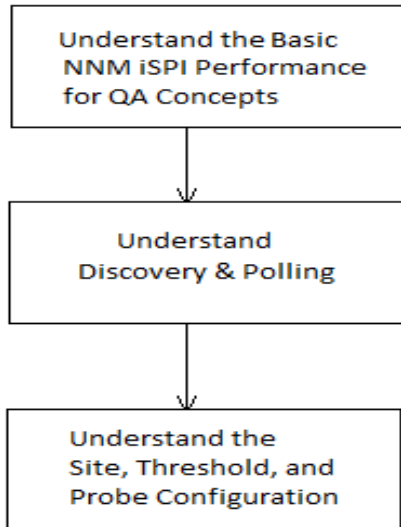 Understand the Basic
NNM iSPI Performance
for QA Concepts
Understand
Discovery & Polling
Understand the
Site, Threshold, and
Probe Configuration